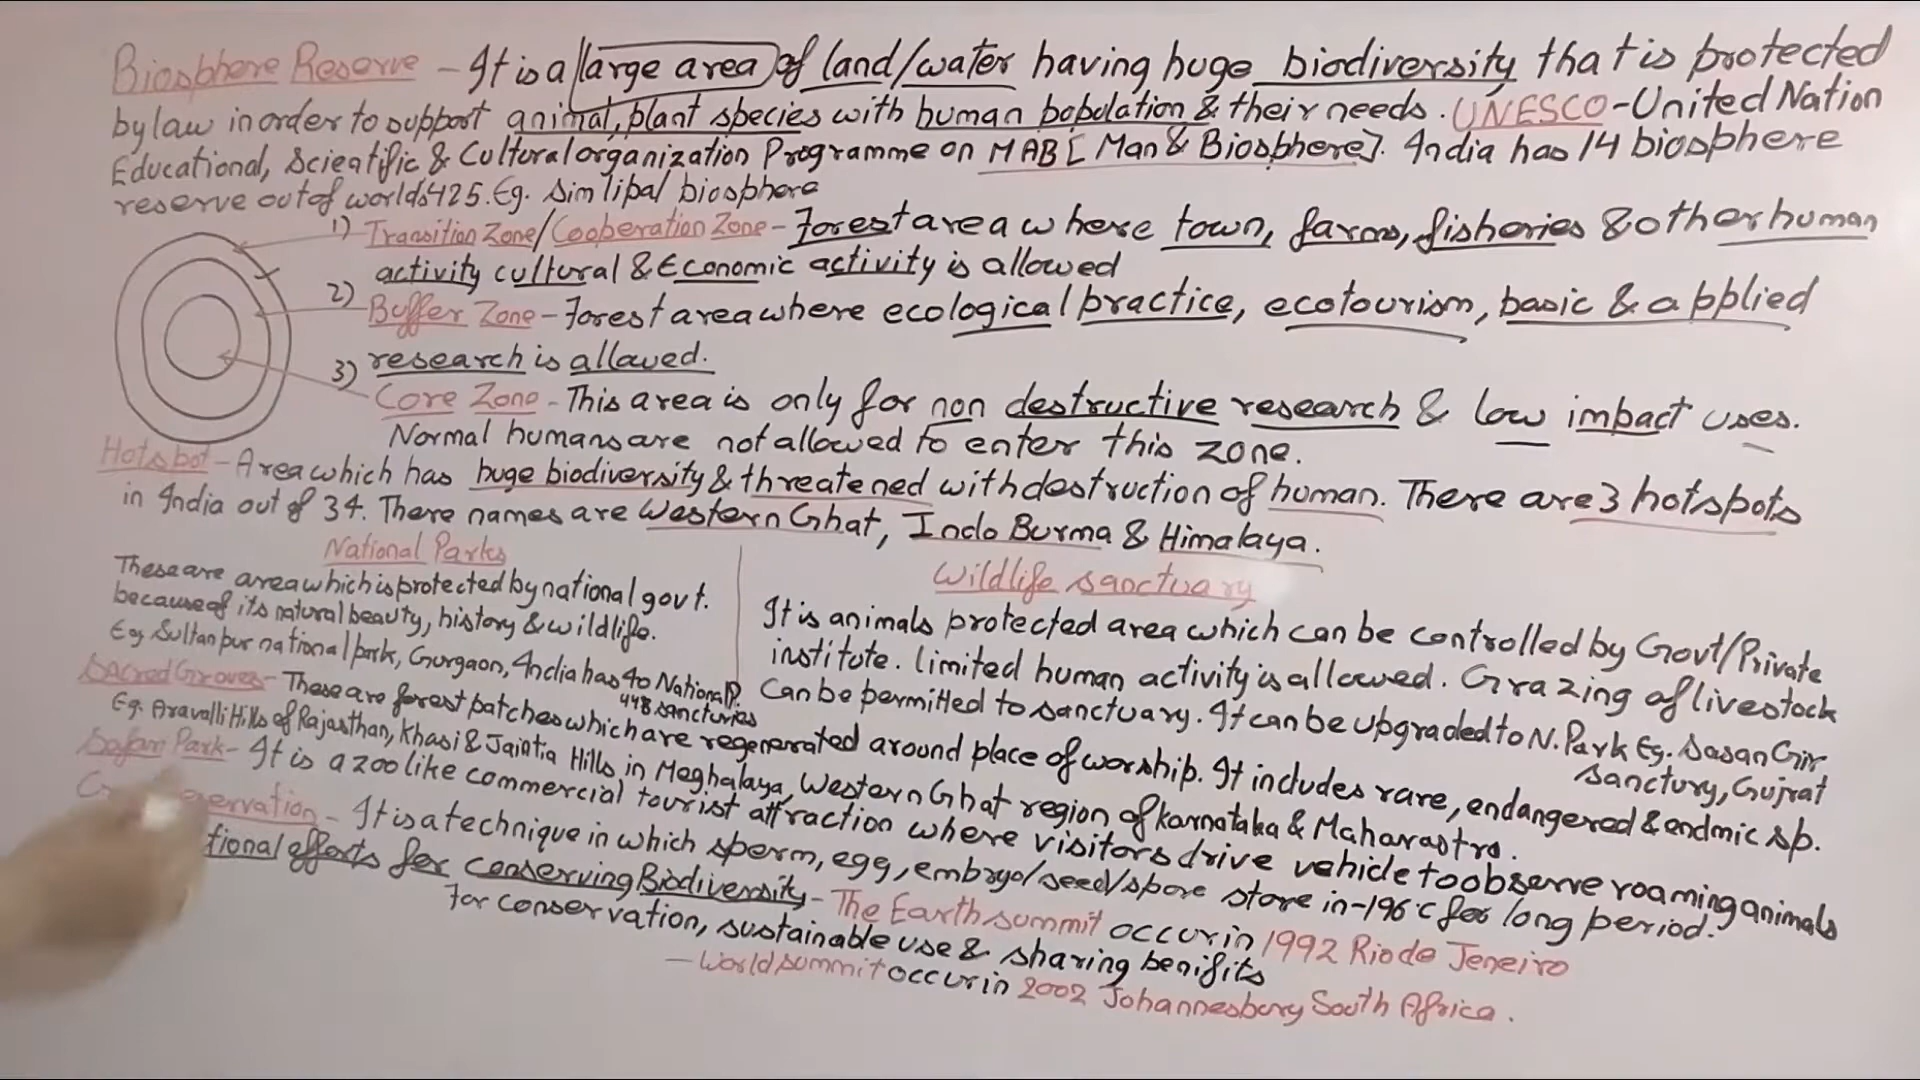 Biosphere Reserve - It is a large area of land/water having huge biodiversity that is protected
by law in order to support animal, plant species with human population & their needs. UNESCO - United Nation
Educational, Scientific & Cultural organization Programme on MAB [Man & Biosphere]. India has 14 biosphere
reserve out of worlds 425. Eg. Simlipal biosphere
1) Transition Zone/Cooperation Zone - Forest area where town, farms, fisheries & other human
activity cultural & Economic activity is allowed
2) Buffer Zone - Forest area where ecological practice, ecotourism, basic & applied
research is allowed.
3) Core Zone - This area is only for non destructive research & low impact uses.
Normal humans are not allowed to enter this zone.
Hotspot - Area which has huge biodiversity & threatened with destruction of human. There are 3 hotspots
in India out of 34. There names are Western Ghat, Indo Burma & Himalaya.
National Parks
These are area which is protected by national govt.
because of its natural beauty, history & wildlife.
Eg Sultanpur national park, Gurgaon, India has 40 National P.
448 sancturies
Wildlife sanctuary
It is animals protected area which can be controlled by Govt/Private
institute. limited human activity is allowed. Grazing of livestock
Can be permitted to sanctuary. It can be upgraded to N. Park Eg. Sasan Gir
Sanctury, Gujrat
Sacred Groves - These are forest patches which are regenerated around place of worship. It includes rare, endangered & endmic sp.
Eg. Aravalli Hills of Rajasthan, Khasi & Jaintia Hills in Meghalaya, Western Ghat region of Karnataka & Maharastra.
Safari Park - It is a zoo like commercial tourist attraction where visitors drive vehicle to observe roaming animals
servation - It is a technique in which sperm, egg, embryo/seed/spore store in -196°C for long period.
tional efforts for conserving Biodiversity - The Earth summit occur in 1992 Rio de Jeneiro
for conservation, sustainable use & sharing benifits
- World summit occur in 2002 Johannesburg South Africa.